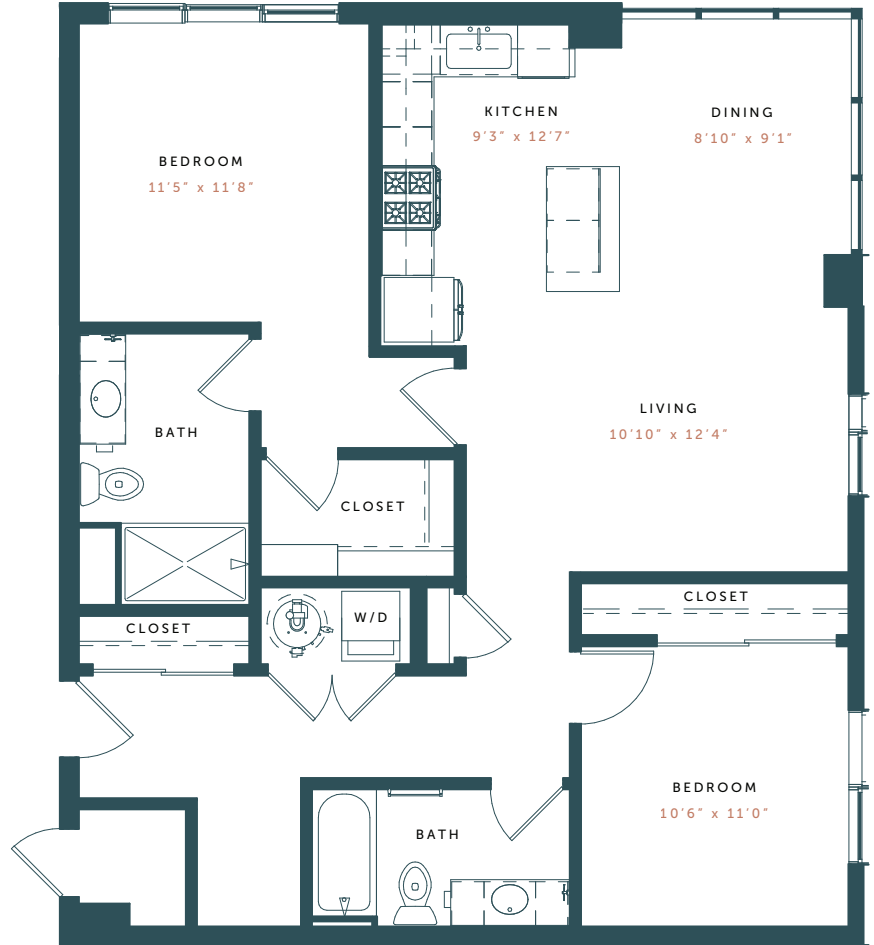 KITCHEN
9'3" x 12'7"
DINING
8'10" x 9'1"
BEDROOM
11'5" x 11'8"
LIVING
10'10" x 12'4"
BATH
CLOSET
CLOSET
W/D
CLOSET
BEDROOM
10'6" x 11'0"
BATH